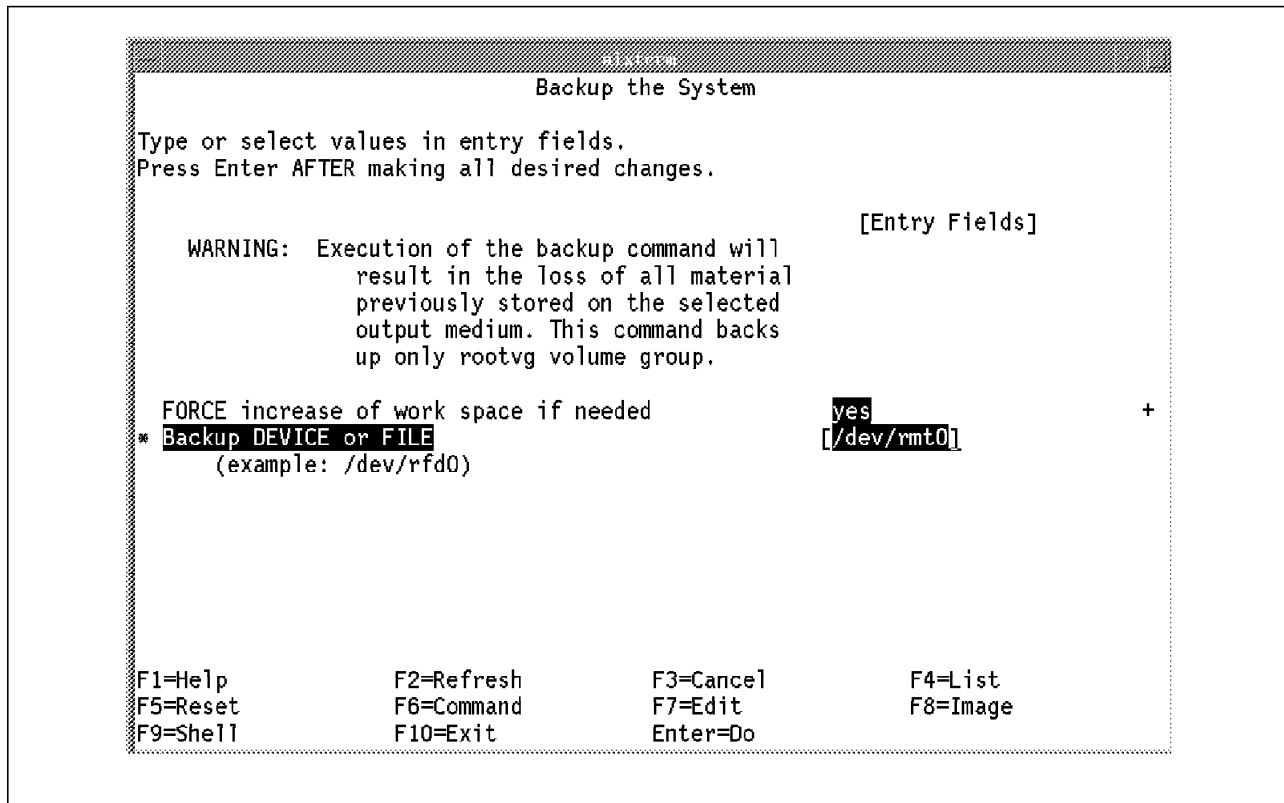 aixterm
Backup the System
Type or select values in entry fields.
Press Enter AFTER making all desired changes.
[Entry Fields]
WARNING: Execution of the backup command will
result in the loss of all material
previously stored on the selected
output medium. This command backs
up only rootvg volume group.
FORCE increase of work space if needed yes +
* Backup DEVICE or FILE [/dev/rmt0]
(example: /dev/rfd0)
F1=Help F2=Refresh F3=Cancel F4=List
F5=Reset F6=Command F7=Edit F8=Image
F9=Shell F10=Exit Enter=Do